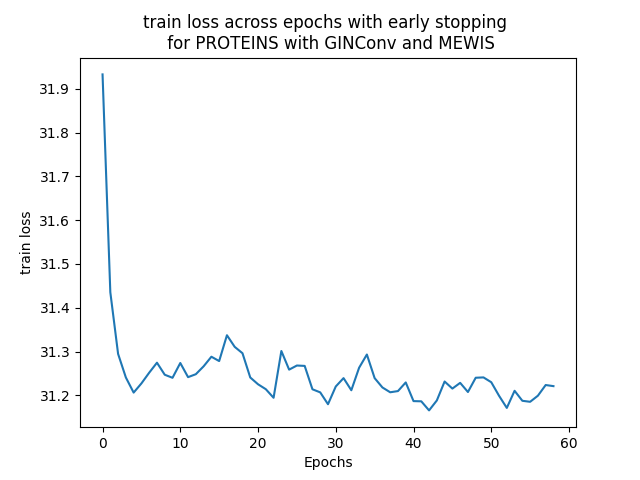 train loss across epochs with early stopping
for PROTEINS with GINConv and MEWIS
31.9
31.8
31.7
31.6
31.5
31.4
31.3
31.2
train loss
0 10 20 30 40 50 60
Epochs